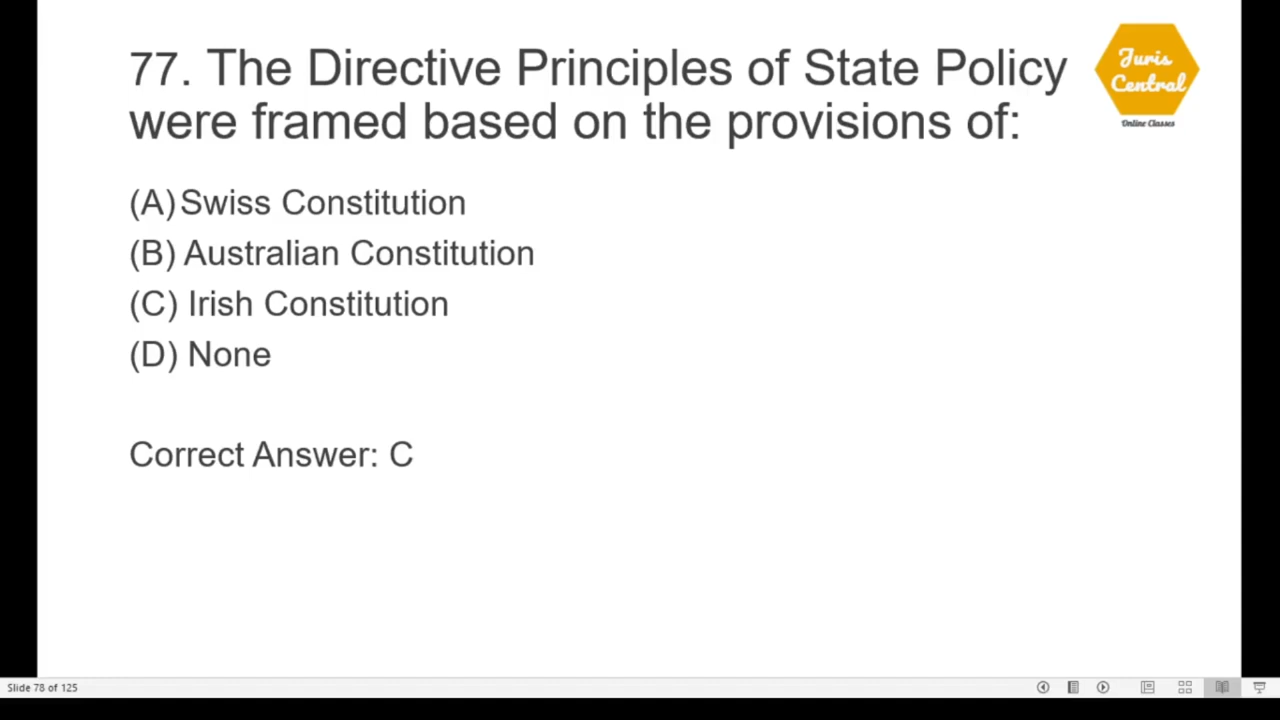 77. The Directive Principles of State Policy
were framed based on the provisions of:
Juris
Central
Online Classes
(A) Swiss Constitution
(B) Australian Constitution
(C) Irish Constitution
(D) None
Correct Answer: C
Slide 78 of 125